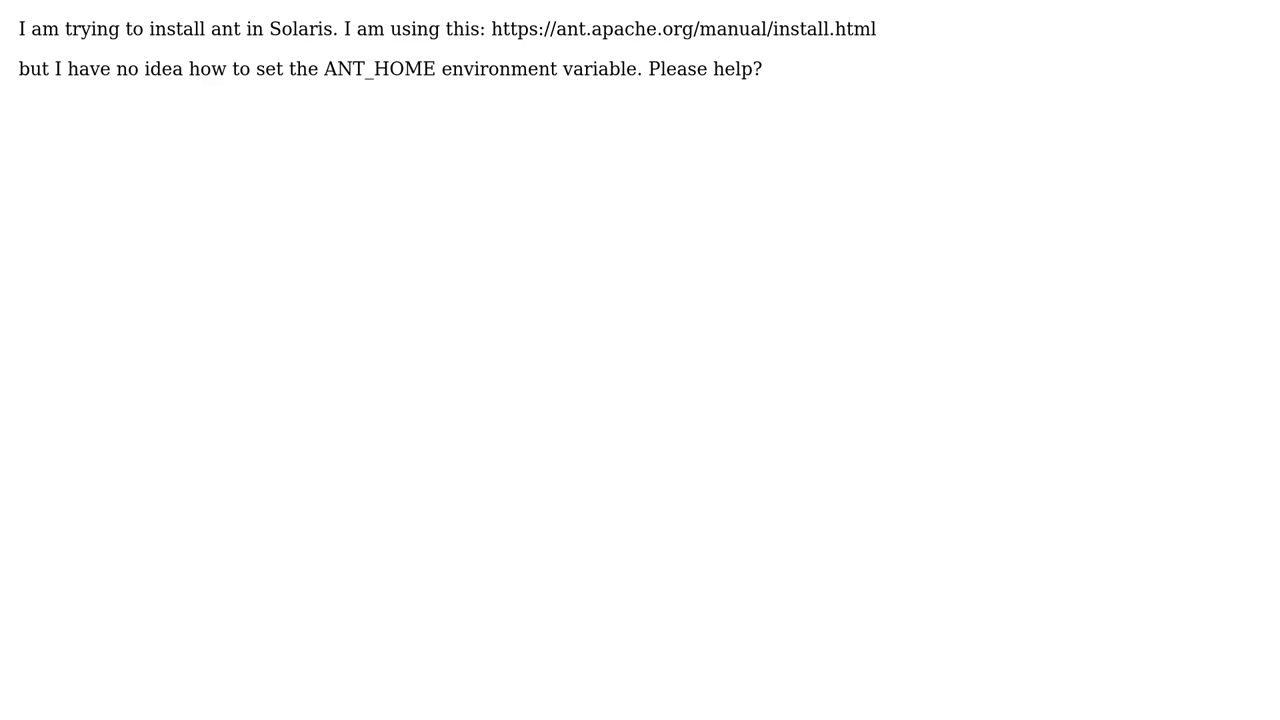 I am trying to install ant in Solaris. I am using this: https://ant.apache.org/manual/install.html
but I have no idea how to set the ANT_HOME environment variable. Please help?